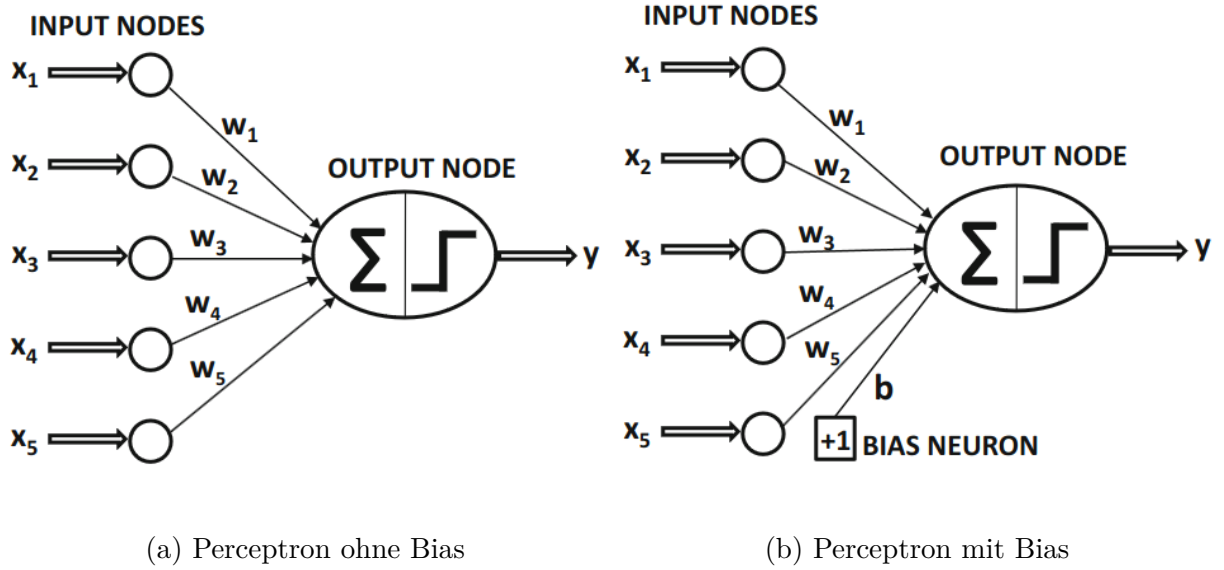 INPUT NODES
x₁
w₁
x₂
w₂
OUTPUT NODE
x₃
w₃
∑
y
w₄
x₄
w₅
x₅
(a) Perceptron ohne Bias
INPUT NODES
x₁
w₁
x₂
w₂
OUTPUT NODE
x₃
w₃
∑
y
w₄
x₄
w₅
b
x₅
+1 BIAS NEURON
(b) Perceptron mit Bias